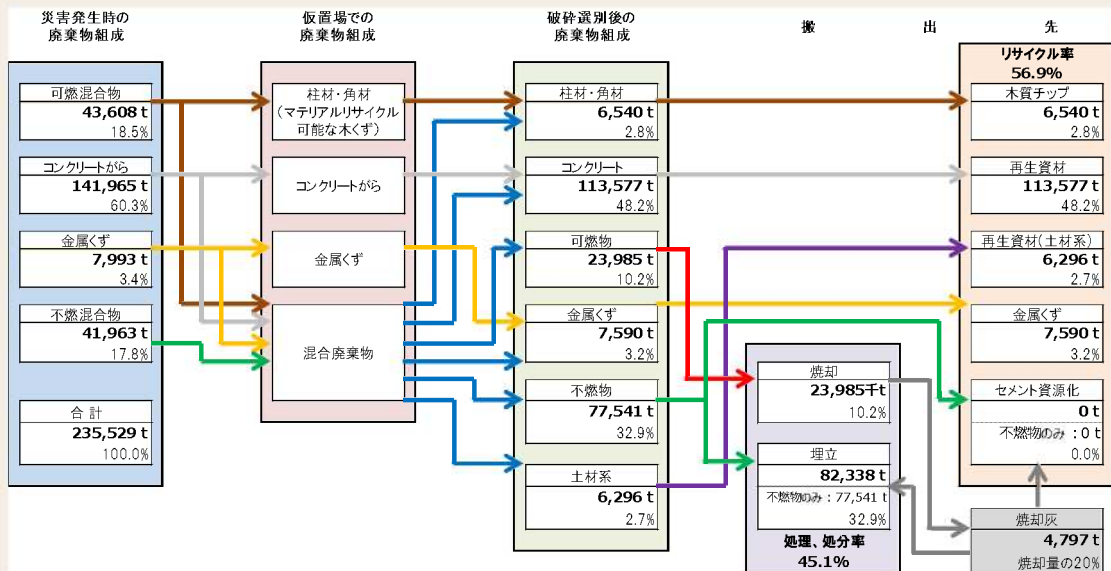 災害発生時の
廃棄物組成
仮置場での
廃棄物組成
破砕選別後の
廃棄物組成
搬 出 先
可燃混合物
43,608 t
18.5%
コンクリートがら
141,965 t
60.3%
金属くず
7,993 t
3.4%
不燃混合物
41,963 t
17.8%
合計
235,529 t
100.0%
柱材・角材
(マテリアルリサイクル
可能な木くず)
コンクリートがら
金属くず
混合廃棄物
柱材・角材
6,540 t
2.8%
コンクリート
113,577 t
48.2%
可燃物
23,985 t
10.2%
金属くず
7,590 t
3.2%
不燃物
77,541 t
32.9%
土材系
6,296 t
2.7%
焼却
23,985千t
10.2%
埋立
82,338 t
不燃物のみ:77,541 t
32.9%
処理、処分率
45.1%
リサイクル率
56.9%
木質チップ
6,540 t
2.8%
再生資材
113,577 t
48.2%
再生資材(土材系)
6,296 t
2.7%
金属くず
7,590 t
3.2%
セメント資源化
0 t
不燃物のみ:0 t
0.0%
焼却灰
4,797 t
焼却量の20%